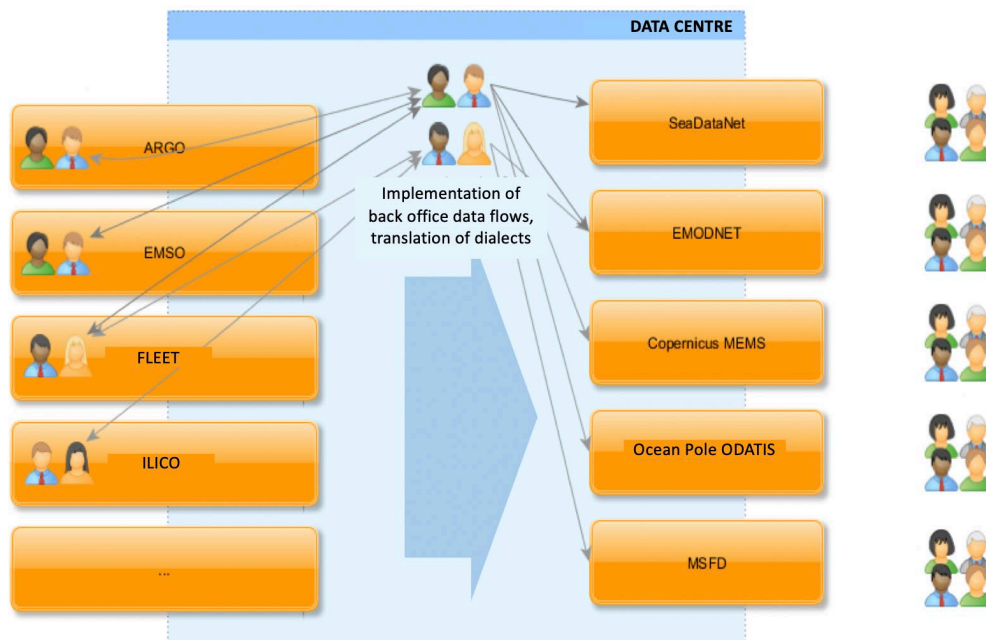 DATA CENTRE
ARGO
EMSO
FLEET
ILICO
...
Implementation of
back office data flows,
translation of dialects
SeaDataNet
EMODNET
Copernicus MEMS
Ocean Pole ODATIS
MSFD